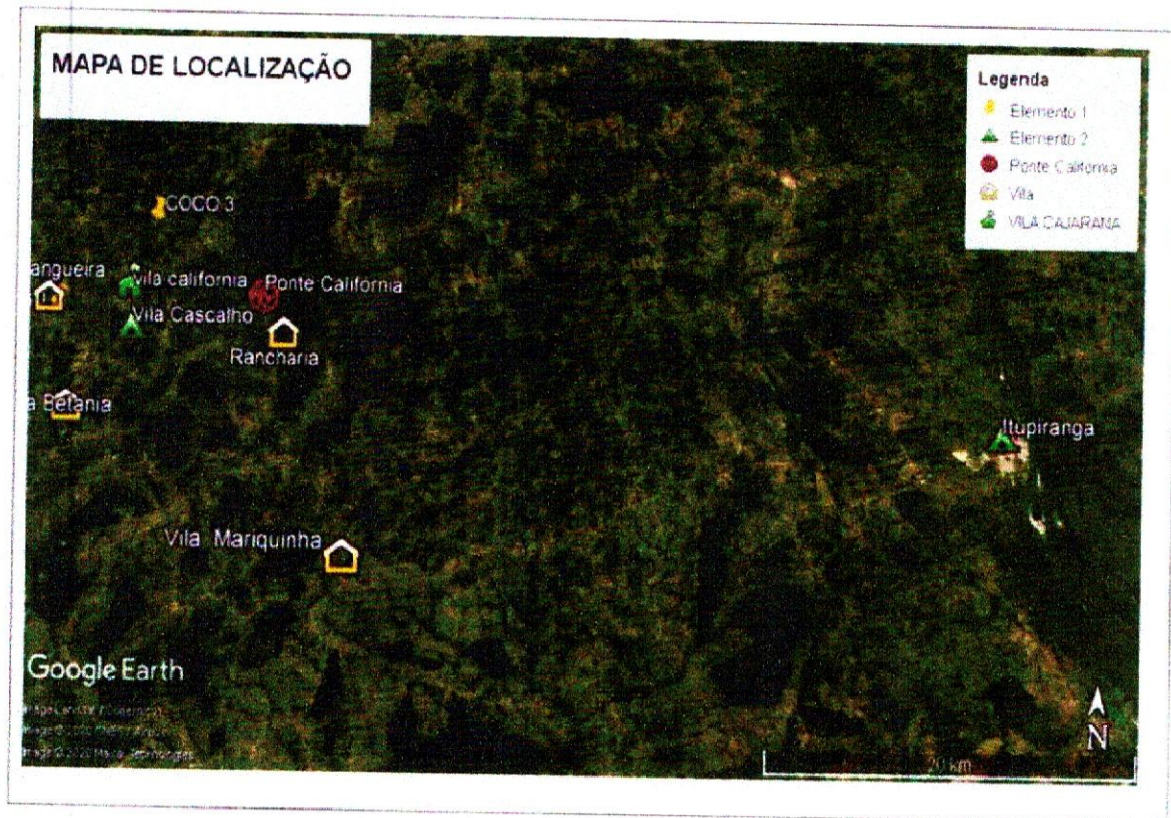 MAPA DE LOCALIZAÇÃO
Legenda
Elemento 1
Elemento 2
Ponte California
Vila
VILA CAJARANA
COCO 3
angueira
Vila california
Ponte Califórnia
Vila Cascalho
Rancharia
a Betania
Itupiranga
Vila Mariquinha
Google Earth
N
20 km